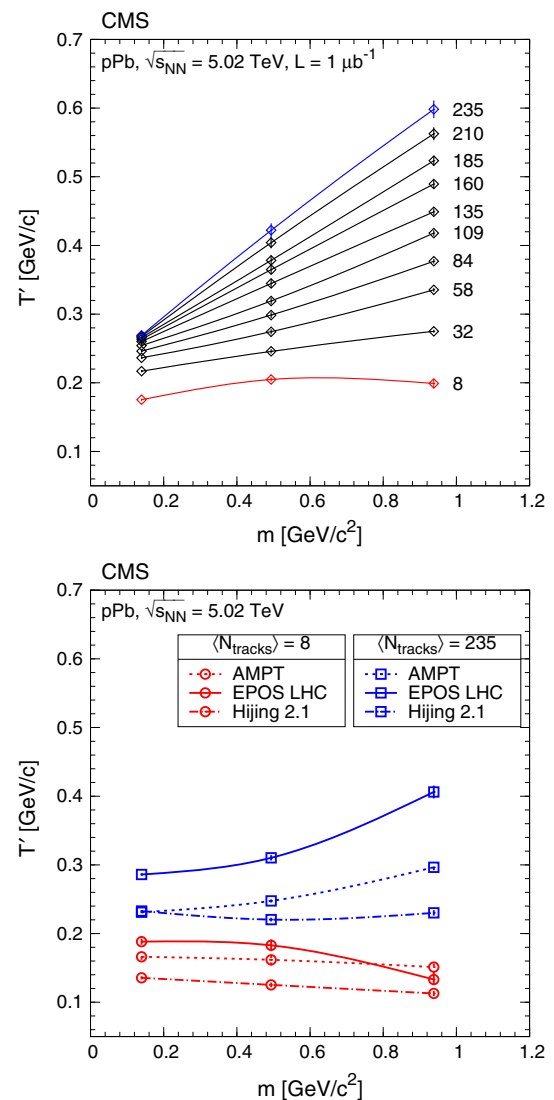 CMS
pPb, √sNN = 5.02 TeV, L = 1 μb⁻¹
0.7
0.6
0.5
0.4
0.3
0.2
0.1
T′ [GeV/c]
235
210
185
160
135
109
84
58
32
8
0 0.2 0.4 0.6 0.8 1 1.2
m [GeV/c²]
CMS
pPb, √sNN = 5.02 TeV
⟨Ntracks⟩ = 8
AMPT
EPOS LHC
Hijing 2.1
⟨Ntracks⟩ = 235
AMPT
EPOS LHC
Hijing 2.1
0.7
0.6
0.5
0.4
0.3
0.2
0.1
T′ [GeV/c]
0 0.2 0.4 0.6 0.8 1 1.2
m [GeV/c²]